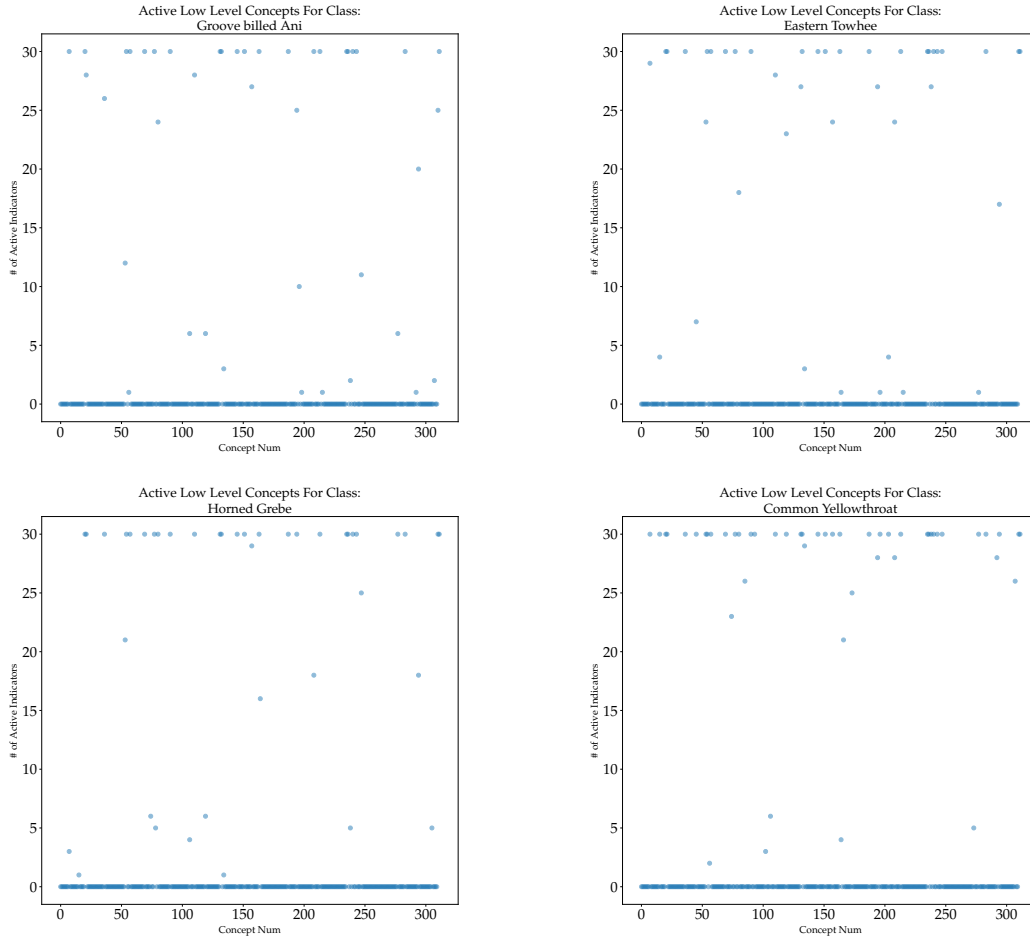 Active Low Level Concepts For Class:
Groove billed Ani
30
25
20
15
10
5
0
# of Active Indicators
0 50 100 150 200 250 300
Concept Num
Active Low Level Concepts For Class:
Eastern Towhee
30
25
20
15
10
5
0
# of Active Indicators
0 50 100 150 200 250 300
Concept Num
Active Low Level Concepts For Class:
Horned Grebe
30
25
20
15
10
5
0
# of Active Indicators
0 50 100 150 200 250 300
Concept Num
Active Low Level Concepts For Class:
Common Yellowthroat
30
25
20
15
10
5
0
# of Active Indicators
0 50 100 150 200 250 300
Concept Num